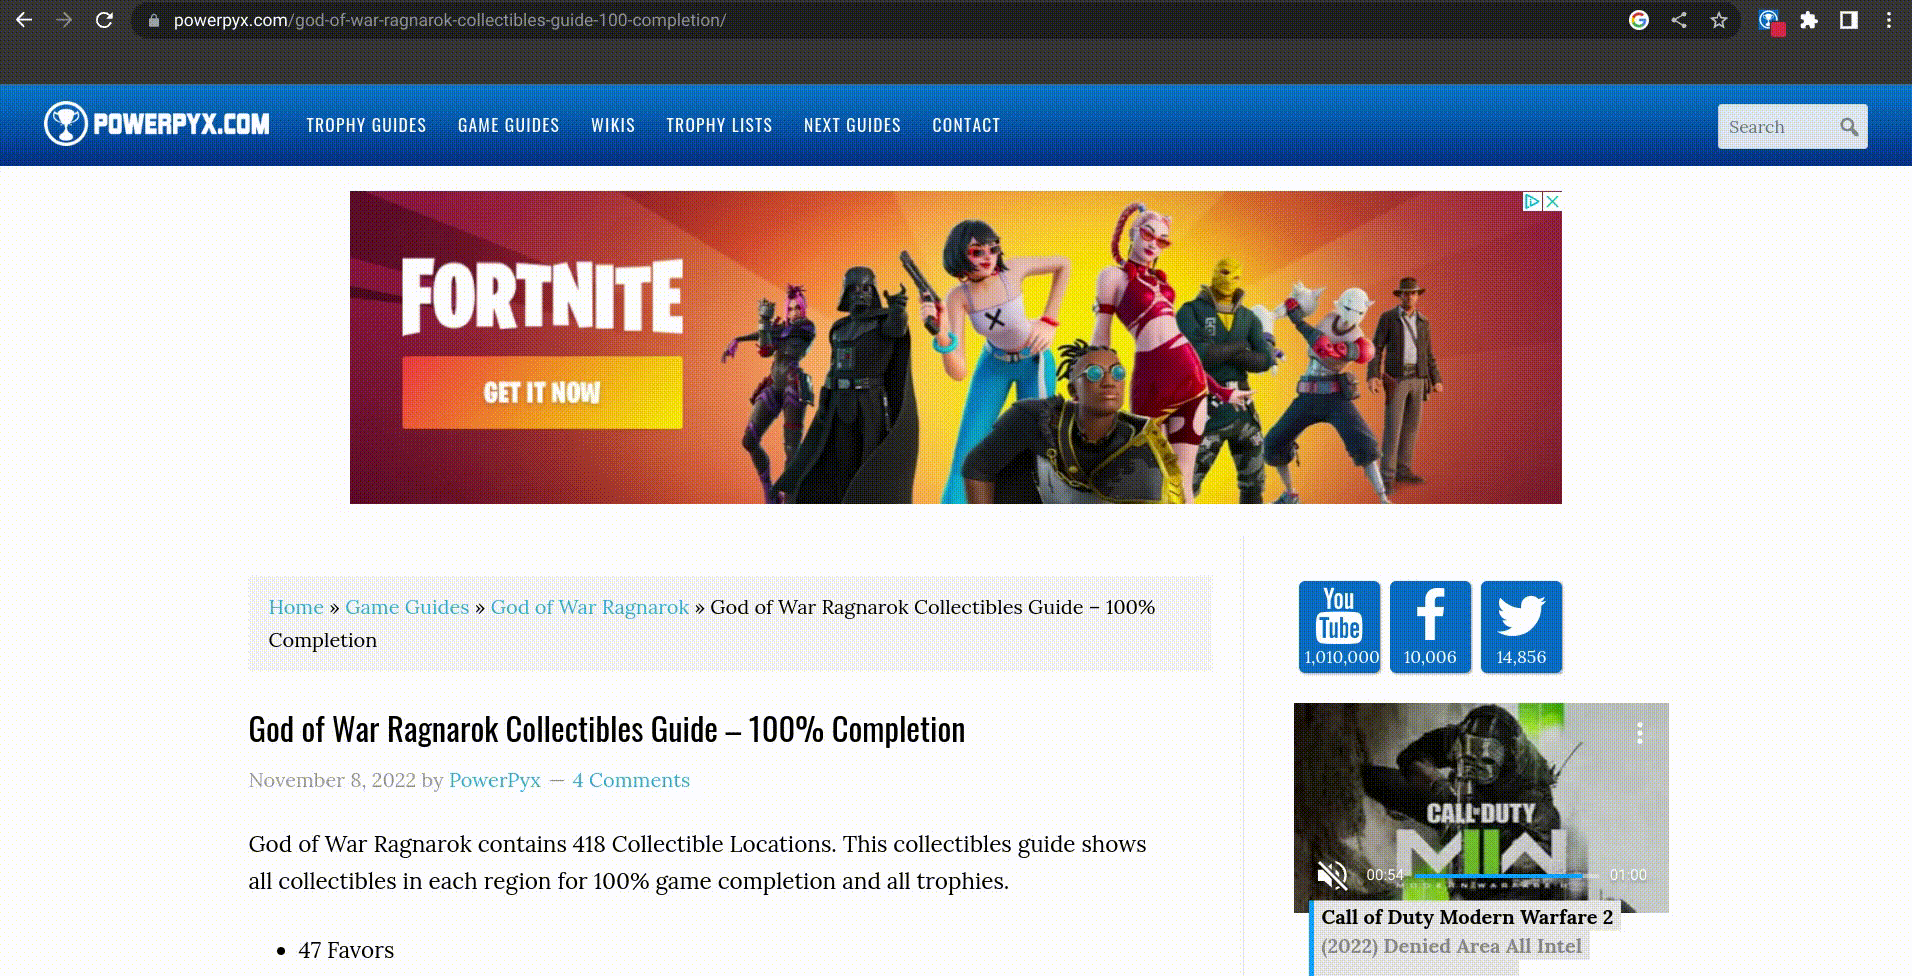 powerpyx.com/god-of-war-ragnarok-collectibles-guide-100-completion/
POWERPYX.COM
TROPHY GUIDES
GAME GUIDES
WIKIS
TROPHY LISTS
NEXT GUIDES
CONTACT
Search
FORTNITE
GET IT NOW
Home » Game Guides » God of War Ragnarok » God of War Ragnarok Collectibles Guide – 100%
Completion
God of War Ragnarok Collectibles Guide – 100% Completion
November 8, 2022 by PowerPyx — 4 Comments
God of War Ragnarok contains 418 Collectible Locations. This collectibles guide shows
all collectibles in each region for 100% game completion and all trophies.
• 47 Favors
You
Tube
1,010,000
10,006
14,856
CALL OF DUTY
MWII
MODERN WARFARE II
00:54
01:00
Call of Duty Modern Warfare 2
(2022) Denied Area All Intel